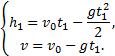 h₁ = v₀t₁ − gt₁²/2,
v = v₀ − gt₁.